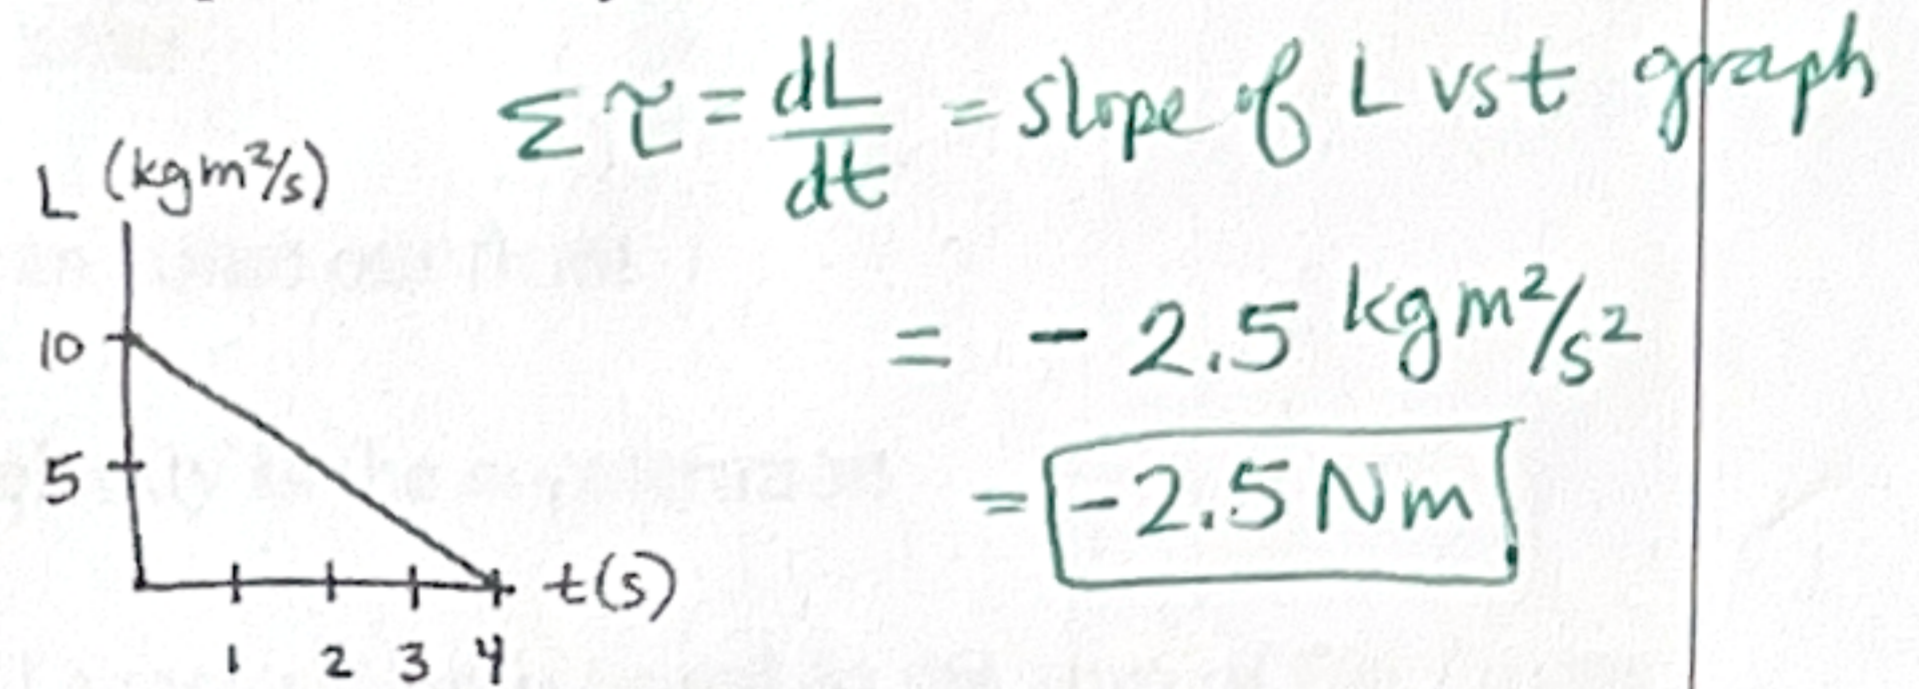 Σ τ = dL/dt = slope of L vs t graph
L (kgm²/s)
= - 2.5 kgm²/s²
10
= -2.5 Nm
5
t(s)
1 2 3 4